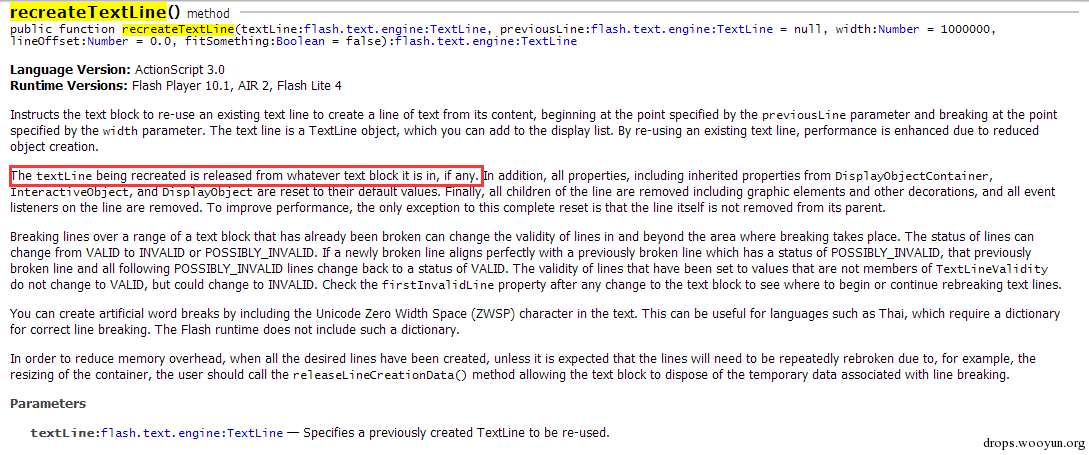 recreateTextLine() method
public function recreateTextLine(textLine:flash.text.engine:TextLine, previousLine:flash.text.engine:TextLine = null, width:Number = 1000000,
lineOffset:Number = 0.0, fitSomething:Boolean = false):flash.text.engine:TextLine
Language Version: ActionScript 3.0
Runtime Versions: Flash Player 10.1, AIR 2, Flash Lite 4
Instructs the text block to re-use an existing text line to create a line of text from its content, beginning at the point specified by the previousLine parameter and breaking at the point
specified by the width parameter. The text line is a TextLine object, which you can add to the display list. By re-using an existing text line, performance is enhanced due to reduced
object creation.
The textLine being recreated is released from whatever text block it is in, if any. In addition, all properties, including inherited properties from DisplayObjectContainer,
InteractiveObject, and DisplayObject are reset to their default values. Finally, all children of the line are removed including graphic elements and other decorations, and all event
listeners on the line are removed. To improve performance, the only exception to this complete reset is that the line itself is not removed from its parent.
Breaking lines over a range of a text block that has already been broken can change the validity of lines in and beyond the area where breaking takes place. The status of lines can
change from VALID to INVALID or POSSIBLY_INVALID. If a newly broken line aligns perfectly with a previously broken line which has a status of POSSIBLY_INVALID, that previously
broken line and all following POSSIBLY_INVALID lines change back to a status of VALID. The validity of lines that have been set to values that are not members of TextLineValidity
do not change to VALID, but could change to INVALID. Check the firstInvalidLine property after any change to the text block to see where to begin or continue rebreaking text lines.
You can create artificial word breaks by including the Unicode Zero Width Space (ZWSP) character in the text. This can be useful for languages such as Thai, which require a dictionary
for correct line breaking. The Flash runtime does not include such a dictionary.
In order to reduce memory overhead, when all the desired lines have been created, unless it is expected that the lines will need to be repeatedly rebroken due to, for example, the
resizing of the container, the user should call the releaseLineCreationData() method allowing the text block to dispose of the temporary data associated with line breaking.
Parameters
textLine:flash.text.engine:TextLine — Specifies a previously created TextLine to be re-used.
drops.wooyun.org